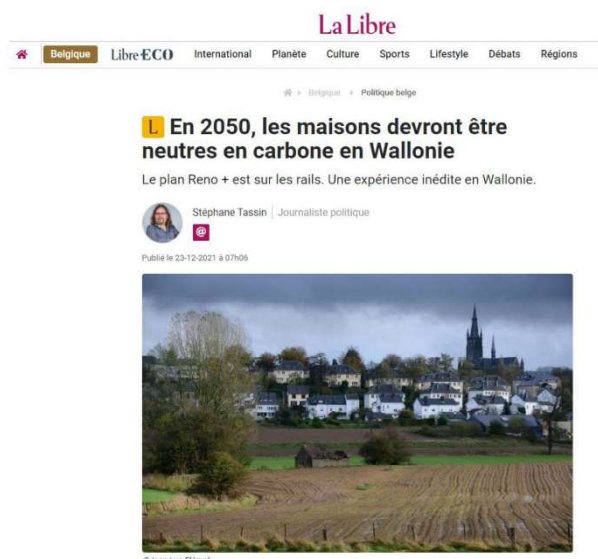 La Libre
Belgique Libre ECO International Planète Culture Sports Lifestyle Débats Régions
Belgique Politique belge
L En 2050, les maisons devront être
neutres en carbone en Wallonie
Le plan Reno + est sur les rails. Une expérience inédite en Wallonie.
Stéphane Tassin | Journaliste politique
@
Publié le 23-12-2021 à 07h06